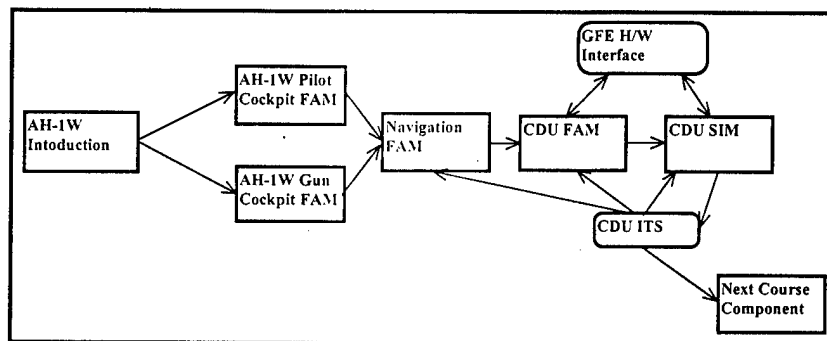 GFE H/W
Interface
AH-1W Pilot
Cockpit FAM
AH-1W
Intoduction
Navigation
FAM
CDU FAM
CDU SIM
AH-1W Gun
Cockpit FAM
CDU ITS
Next Course
Component